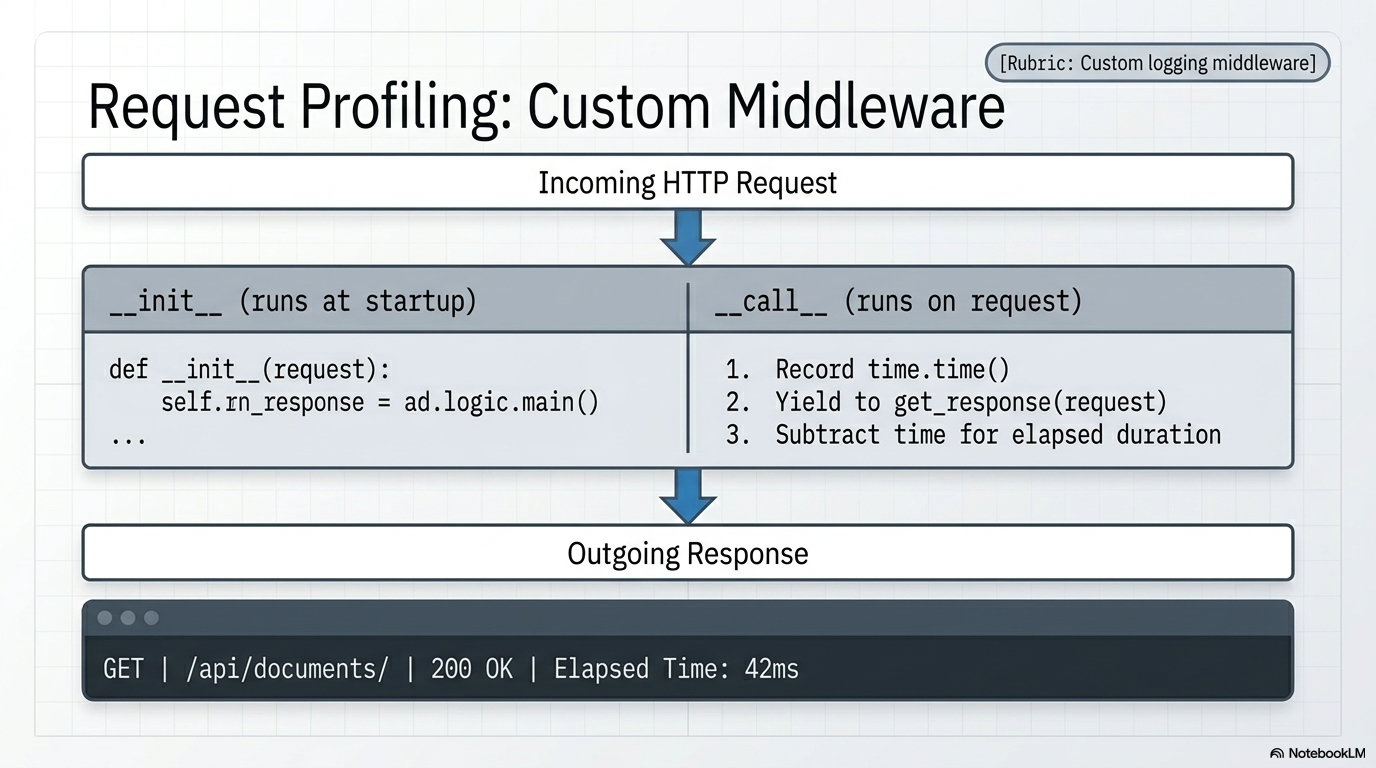 [Rubric: Custom logging middleware]
Request Profiling: Custom Middleware
Incoming HTTP Request
__init__ (runs at startup)
def __init__(request):
    self.rn_response = ad.logic.main()
...
__call__ (runs on request)
1. Record time.time()
2. Yield to get_response(request)
3. Subtract time for elapsed duration
Outgoing Response
GET | /api/documents/ | 200 OK | Elapsed Time: 42ms
NotebookLM